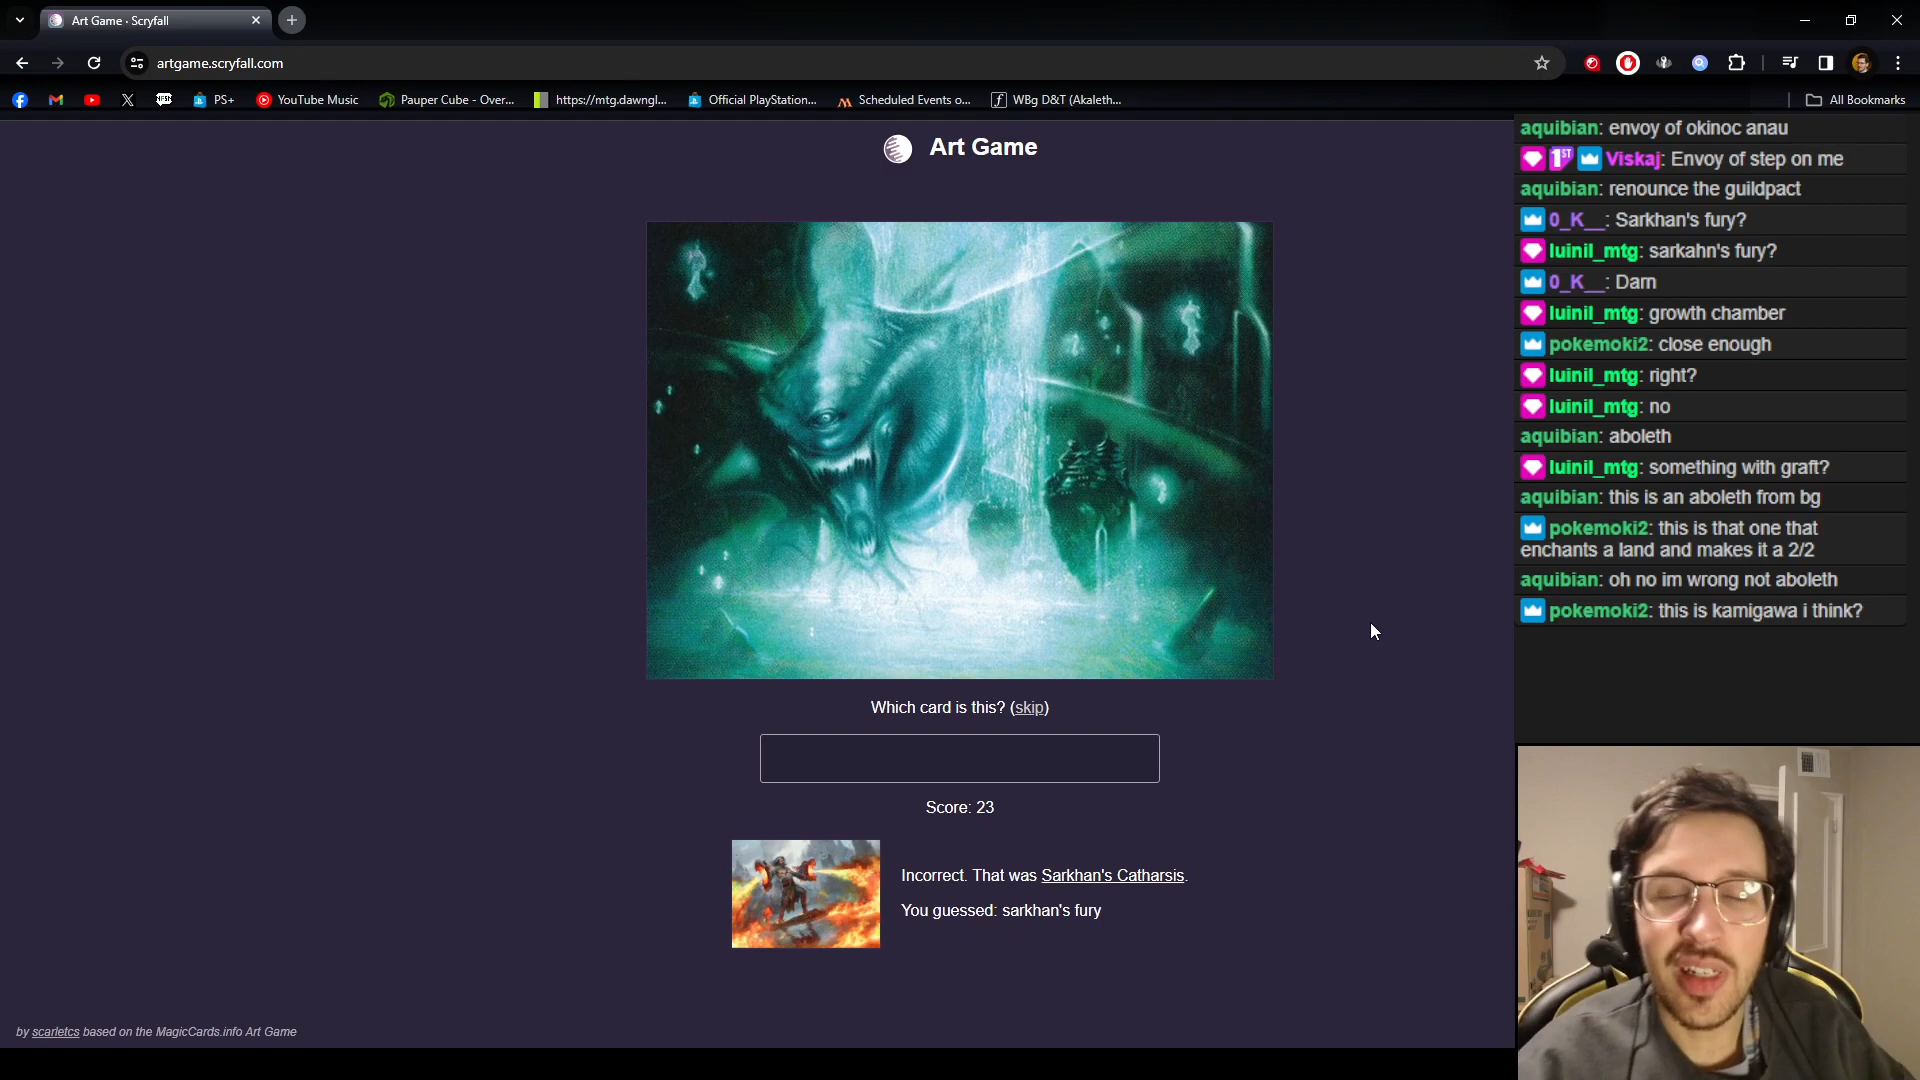 Art Game · Scryfall
artgame.scryfall.com
PS+
YouTube Music
Pauper Cube - Over...
https://mtg.dawngl...
Official PlayStation...
Scheduled Events o...
WBg D&T (Akaleth...
All Bookmarks
Art Game
Which card is this? (skip)
Score: 23
Incorrect. That was Sarkhan's Catharsis.
You guessed: sarkhan's fury
by scarletcs based on the MagicCards.info Art Game
aquibian: envoy of okinoc anau
1ST Viskaj: Envoy of step on me
aquibian: renounce the guildpact
0_K__: Sarkhan's fury?
luinil_mtg: sarkahn's fury?
0_K__: Darn
luinil_mtg: growth chamber
pokemoki2: close enough
luinil_mtg: right?
luinil_mtg: no
aquibian: aboleth
luinil_mtg: something with graft?
aquibian: this is an aboleth from bg
pokemoki2: this is that one that
enchants a land and makes it a 2/2
aquibian: oh no im wrong not aboleth
pokemoki2: this is kamigawa i think?